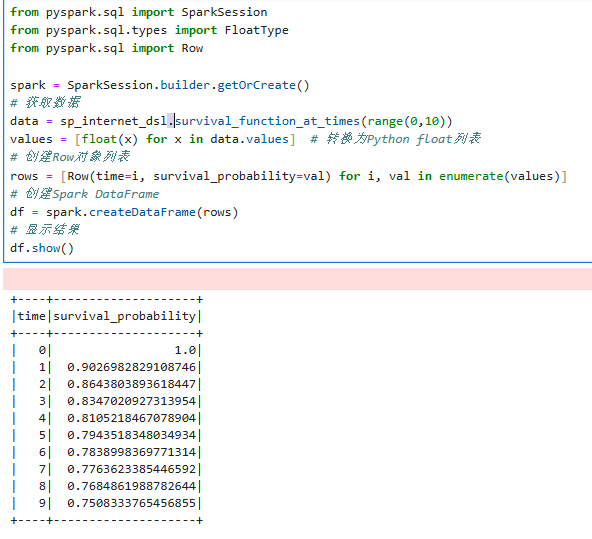 from pyspark.sql import SparkSession
from pyspark.sql.types import FloatType
from pyspark.sql import Row
spark = SparkSession.builder.getOrCreate()
# 获取数据
data = sp_internet_dsl.survival_function_at_times(range(0,10))
values = [float(x) for x in data.values]  # 转换为Python float列表
# 创建Row对象列表
rows = [Row(time=i, survival_probability=val) for i, val in enumerate(values)]
# 创建Spark DataFrame
df = spark.createDataFrame(rows)
# 显示结果
df.show()
+----+--------------------+
|time|survival_probability|
+----+--------------------+
|   0|                 1.0|
|   1|  0.9026982829108746|
|   2|  0.8643803893618447|
|   3|  0.8347020927313954|
|   4|  0.8105218467078904|
|   5|  0.7943518348034934|
|   6|  0.7838998369771314|
|   7|  0.7763623385446592|
|   8|  0.7684861988782644|
|   9|  0.7508333765456855|
+----+--------------------+